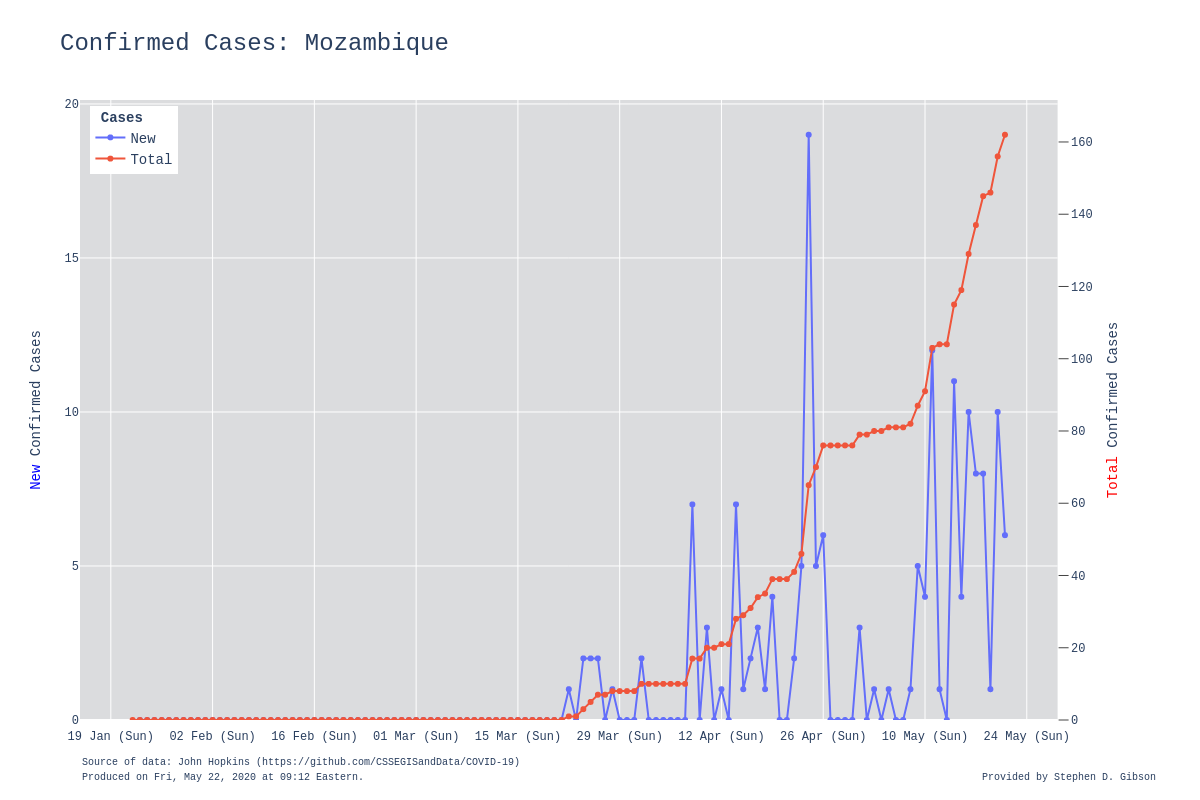 Confirmed Cases: Mozambique
Cases
New
Total
20
15
10
5
0
160
140
120
100
80
60
40
20
0
New Confirmed Cases
Total Confirmed Cases
19 Jan (Sun) 02 Feb (Sun) 16 Feb (Sun) 01 Mar (Sun) 15 Mar (Sun) 29 Mar (Sun) 12 Apr (Sun) 26 Apr (Sun) 10 May (Sun) 24 May (Sun)
Source of data: John Hopkins (https://github.com/CSSEGISandData/COVID-19)
Produced on Fri, May 22, 2020 at 09:12 Eastern.
Provided by Stephen D. Gibson